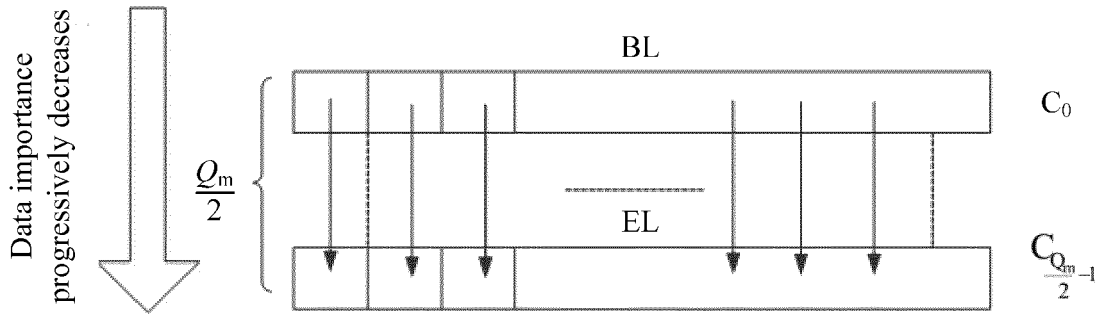 Data importance
progressively decreases
Qm
2
BL
EL
C0
CQm
2 -1